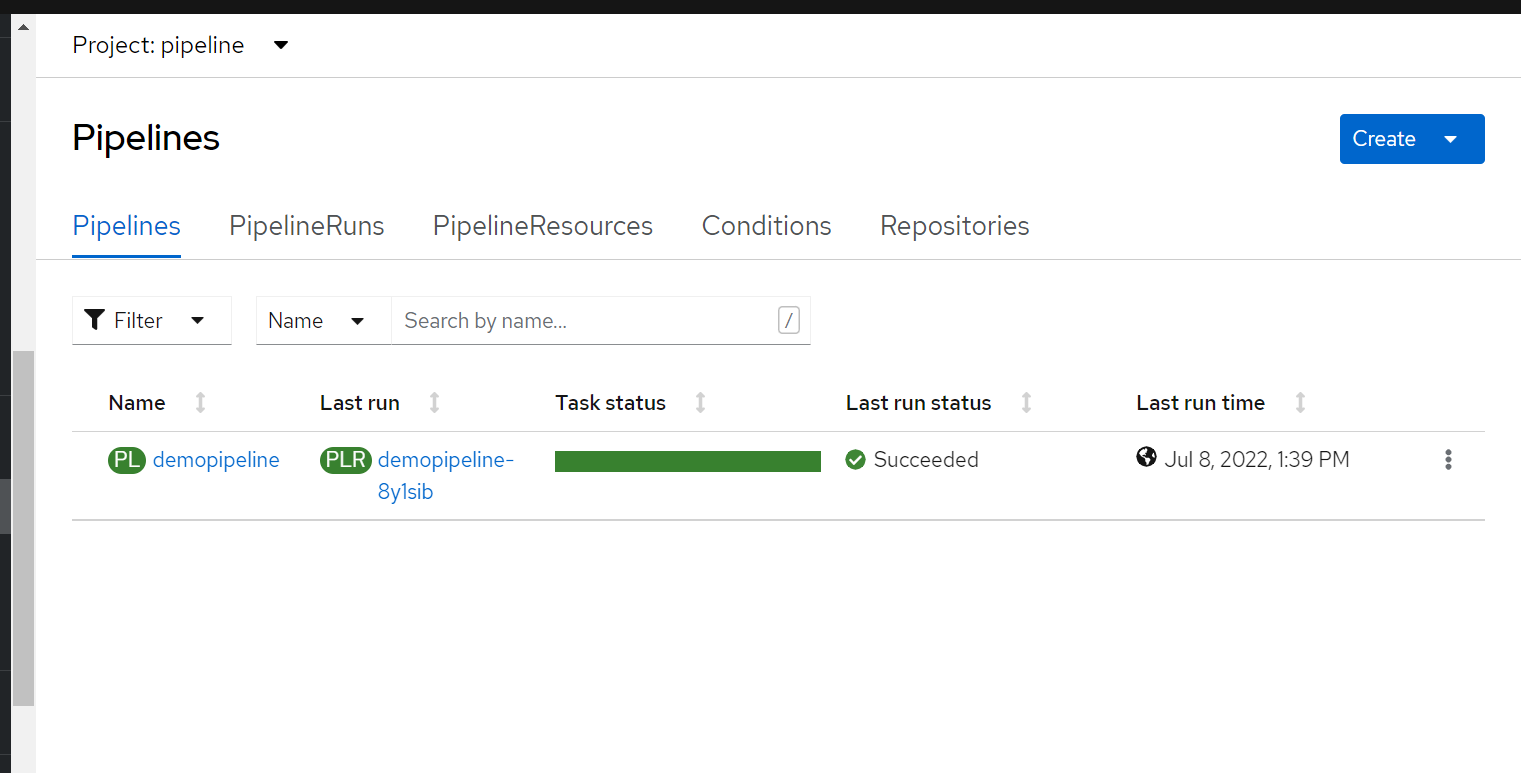 Project: pipeline
Pipelines
Create
Pipelines PipelineRuns PipelineResources Conditions Repositories
Filter Name Search by name... /
Name Last run Task status Last run status Last run time
PL demopipeline PLR demopipeline- Succeeded Jul 8, 2022, 1:39 PM
8y1sib